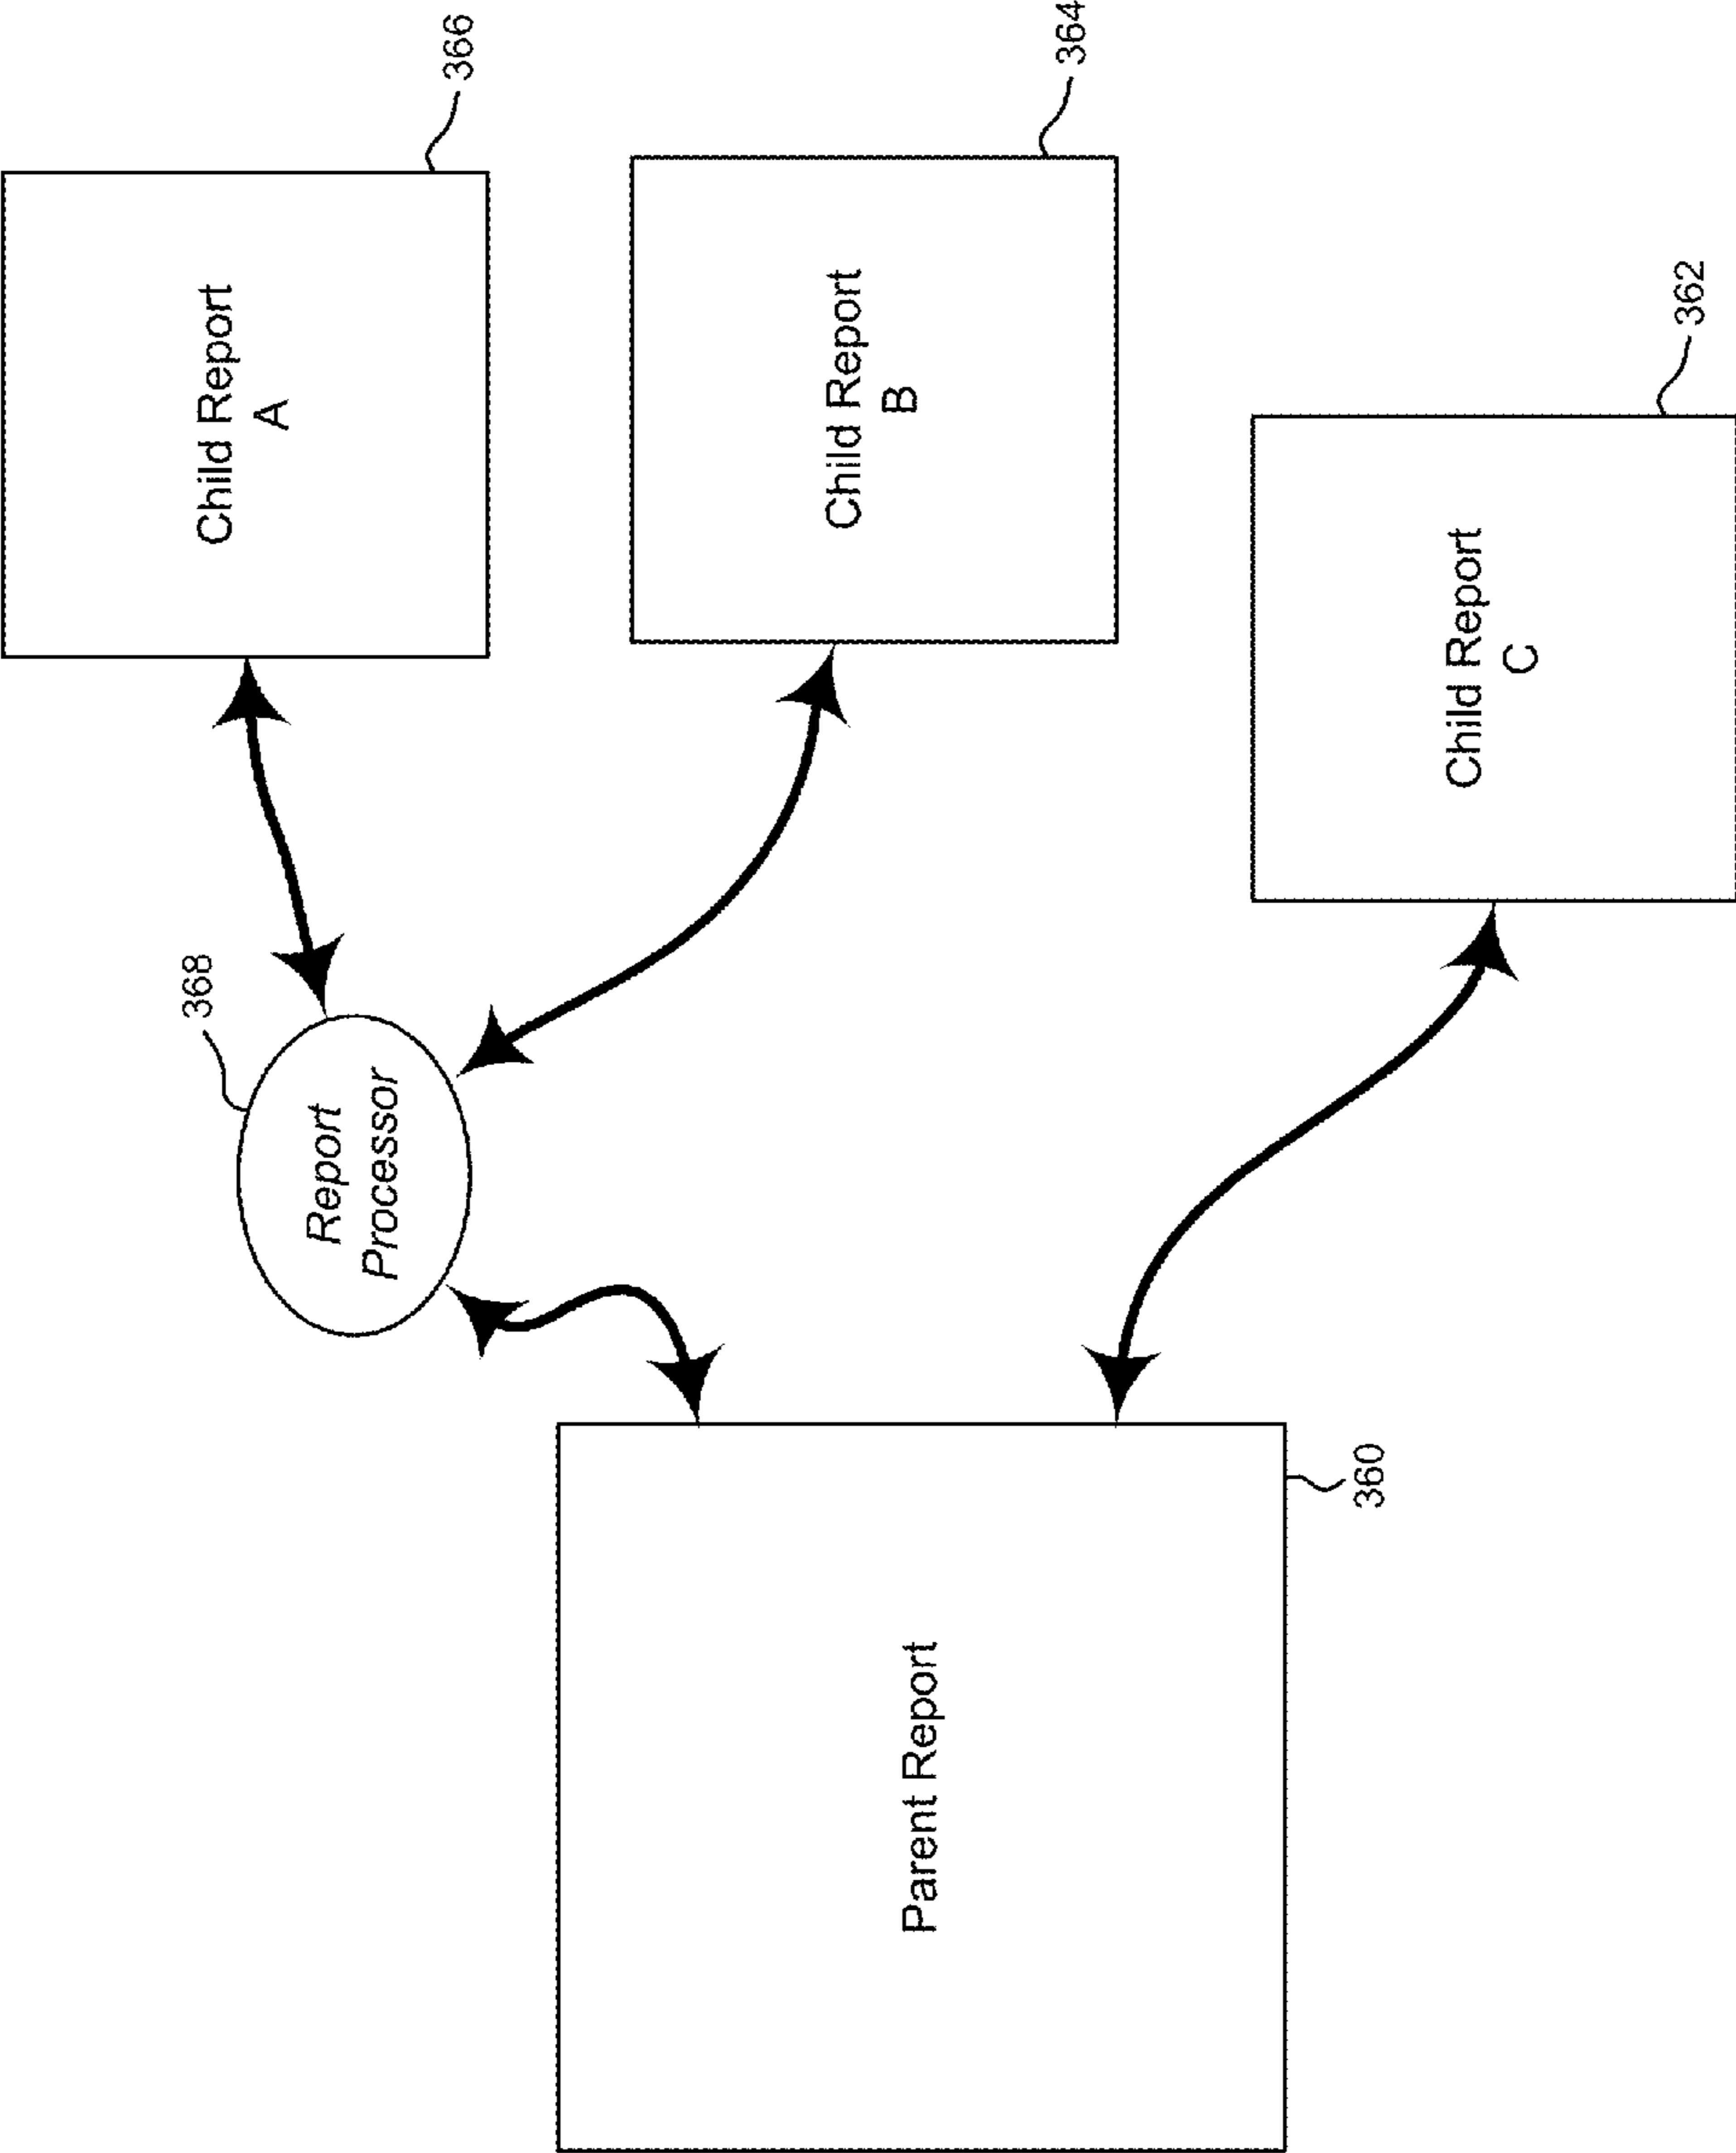 366
Child Report
A
364
Child Report
B
362
Child Report
C
368
Report
Processor
360
Parent Report